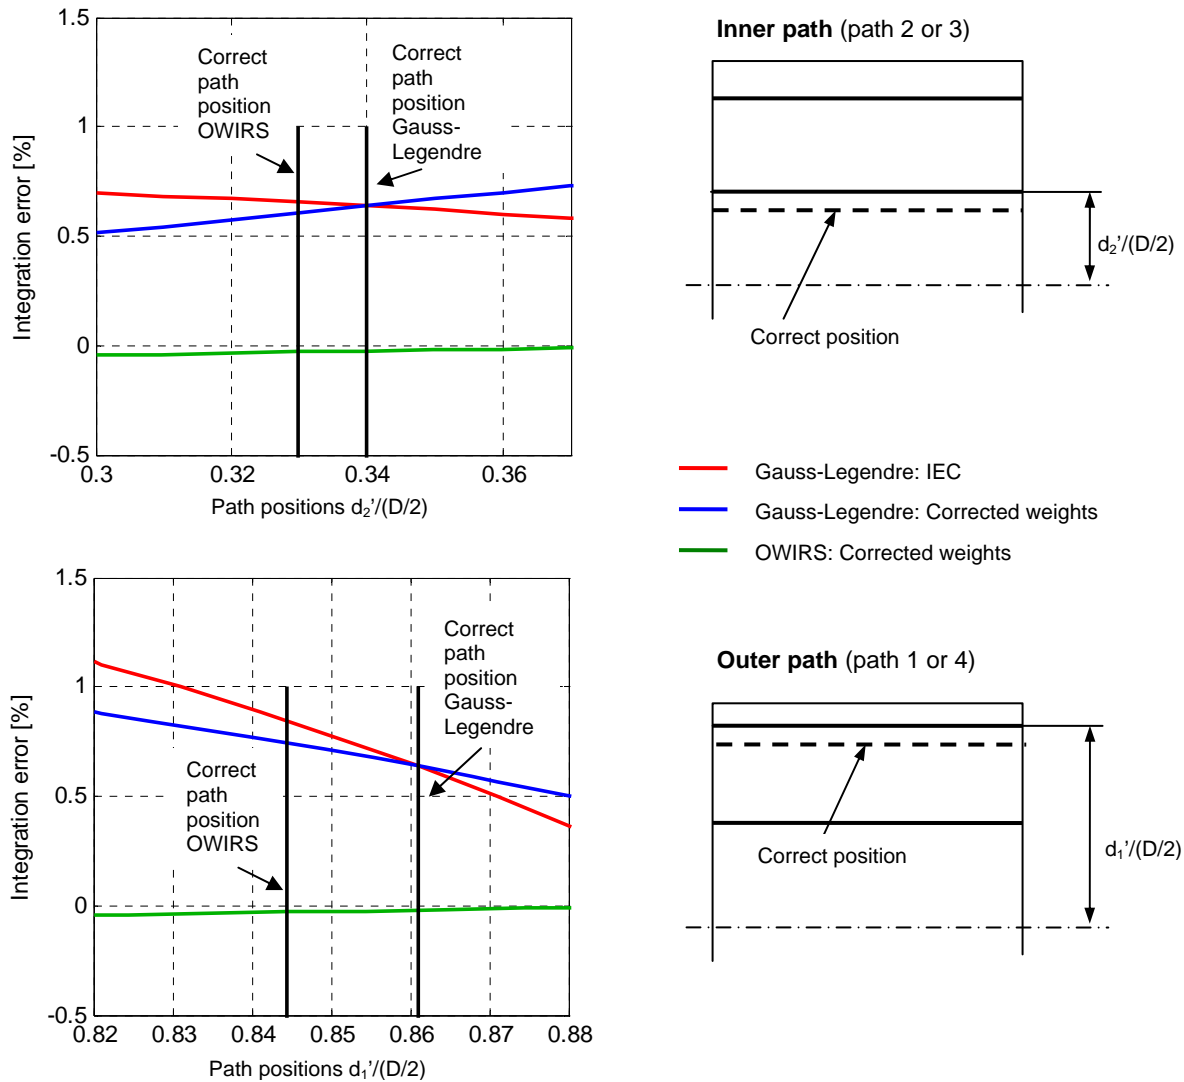 1.5
1
0.5
0
-0.5
Integration error [%]
Correct
path
position
OWIRS
Correct
path
position
Gauss-
Legendre
0.3
0.32
0.34
0.36
Path positions d₂’/(D/2)
Inner path (path 2 or 3)
d₂’/(D/2)
Correct position
Gauss-Legendre: IEC
Gauss-Legendre: Corrected weights
OWIRS: Corrected weights
1.5
1
0.5
0
-0.5
Integration error [%]
Correct
path
position
OWIRS
Correct
path
position
Gauss-
Legendre
0.82
0.83
0.84
0.85
0.86
0.87
0.88
Path positions d₁’/(D/2)
Outer path (path 1 or 4)
Correct position
d₁’/(D/2)